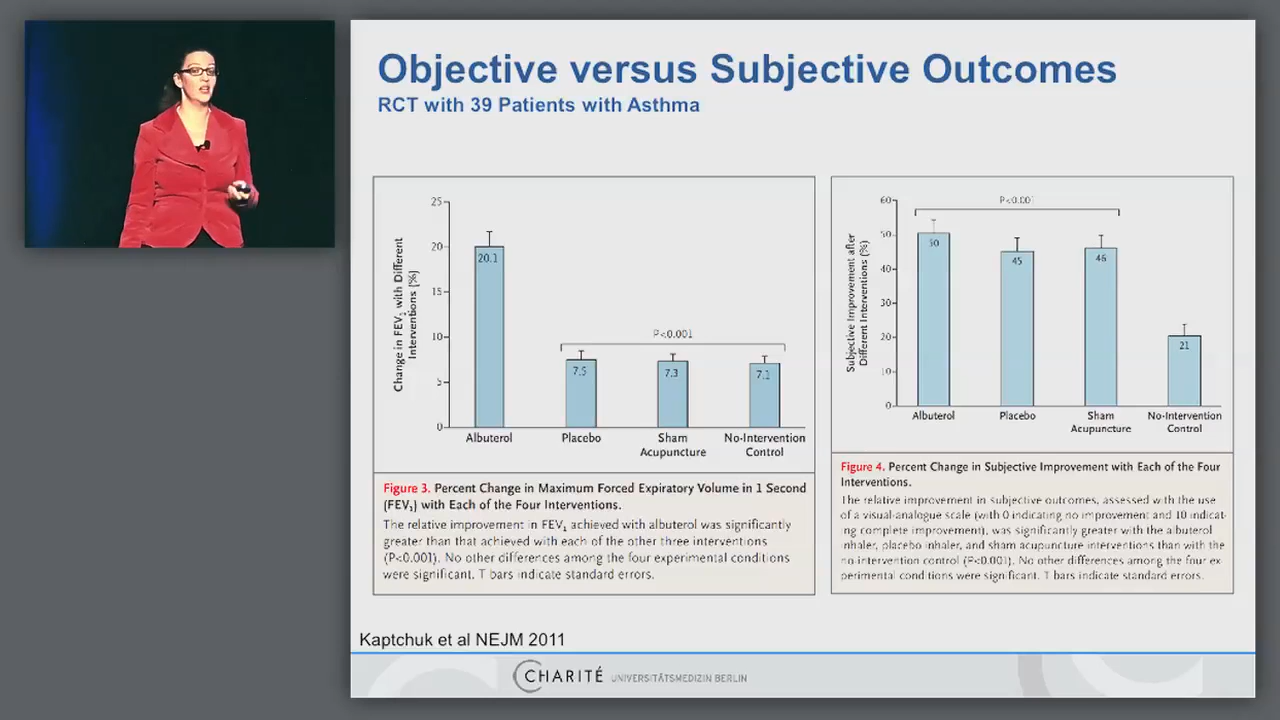 Objective versus Subjective Outcomes
RCT with 39 Patients with Asthma
Change in FEV₁ with Different
Interventions (%)
25
20
15
10
5
0
20.1
7.5
7.3
7.1
P<0.001
Albuterol
Placebo
Sham
Acupuncture
No-Intervention
Control
Figure 3. Percent Change in Maximum Forced Expiratory Volume in 1 Second
(FEV₁) with Each of the Four Interventions.
The relative improvement in FEV₁ achieved with albuterol was significantly
greater than that achieved with each of the other three interventions
(P<0.001). No other differences among the four experimental conditions
were significant. T bars indicate standard errors.
Subjective Improvement after
Different Interventions (%)
60
50
40
30
20
10
0
P<0.001
50
45
46
21
Albuterol
Placebo
Sham
Acupuncture
No-Intervention
Control
Figure 4. Percent Change in Subjective Improvement with Each of the Four
Interventions.
The relative improvement in subjective outcomes, assessed with the use
of a visual-analogue scale (with 0 indicating no improvement and 10 indicat-
ing complete improvement), was significantly greater with the albuterol
inhaler, placebo inhaler, and sham acupuncture interventions than with the
no-intervention control (P<0.001). No other differences among the four ex-
perimental conditions were significant. T bars indicate standard errors.
Kaptchuk et al NEJM 2011
CHARITÉ UNIVERSITÄTSMEDIZIN BERLIN